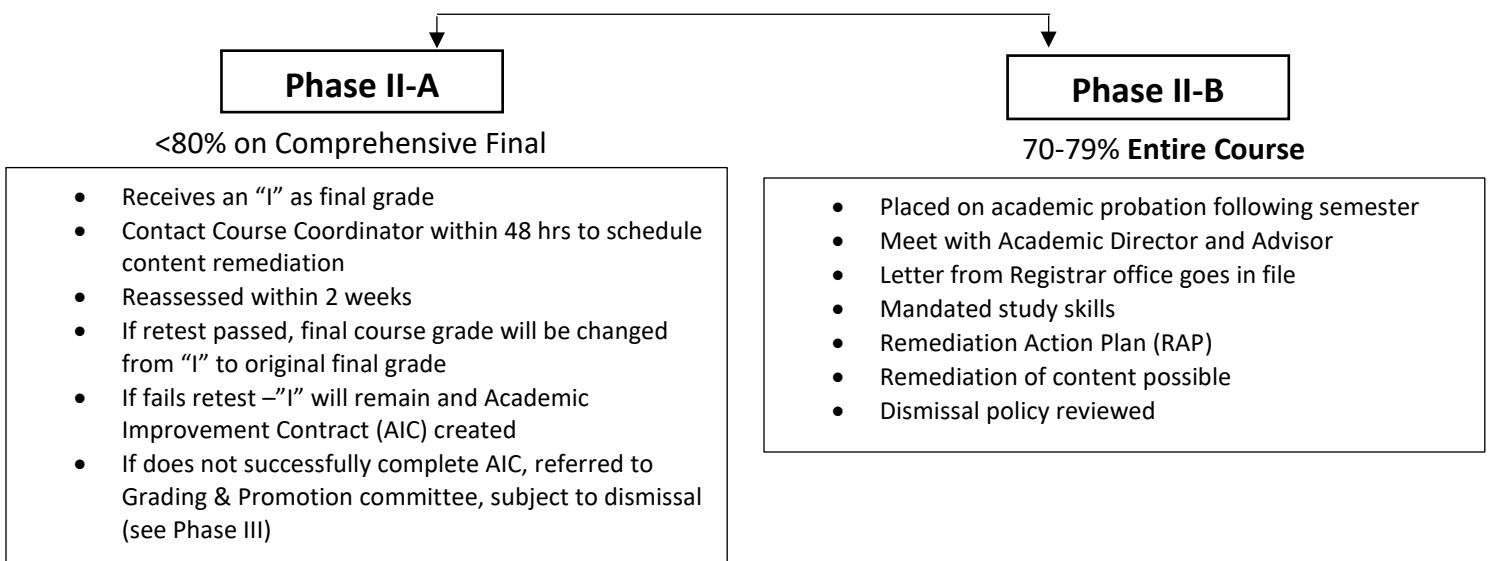 Phase II-A
<80% on Comprehensive Final
• Receives an “I” as final grade
• Contact Course Coordinator within 48 hrs to schedule
content remediation
• Reassessed within 2 weeks
• If retest passed, final course grade will be changed
from “I” to original final grade
• If fails retest –”I” will remain and Academic
Improvement Contract (AIC) created
• If does not successfully complete AIC, referred to
Grading & Promotion committee, subject to dismissal
(see Phase III)
Phase II-B
70-79% Entire Course
• Placed on academic probation following semester
• Meet with Academic Director and Advisor
• Letter from Registrar office goes in file
• Mandated study skills
• Remediation Action Plan (RAP)
• Remediation of content possible
• Dismissal policy reviewed